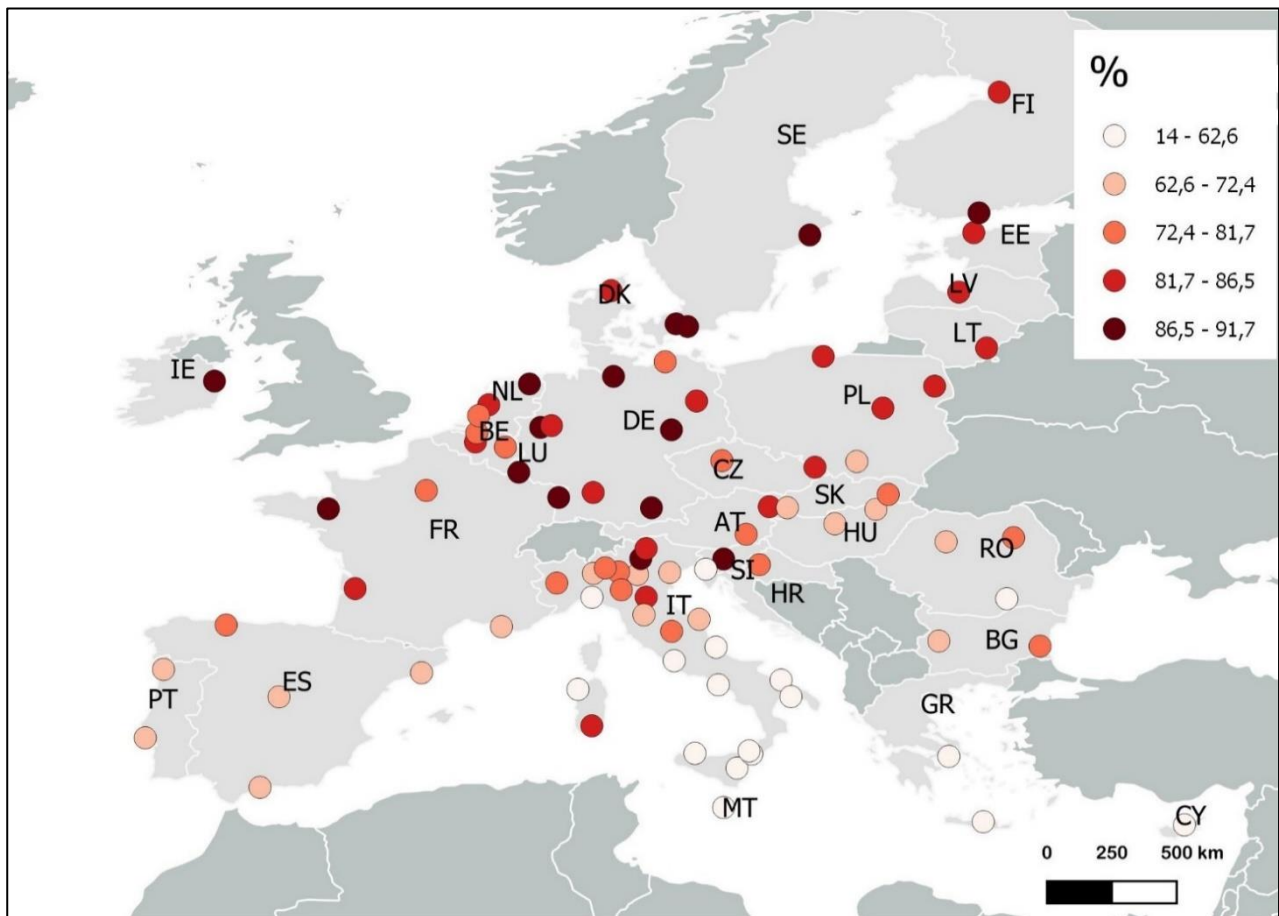 %
14 - 62,6
62,6 - 72,4
72,4 - 81,7
81,7 - 86,5
86,5 - 91,7
FI
SE
EE
LV
DK
LT
IE
NL
PL
BE
DE
LU
CZ
SK
FR
AT
HU
RO
SI
HR
IT
BG
ES
PT
GR
MT
CY
0 250 500 km